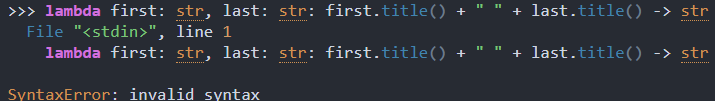 >>> lambda first: str, last: str: first.title() + " " + last.title() -> str
  File "<stdin>", line 1
    lambda first: str, last: str: first.title() + " " + last.title() -> str

SyntaxError: invalid syntax